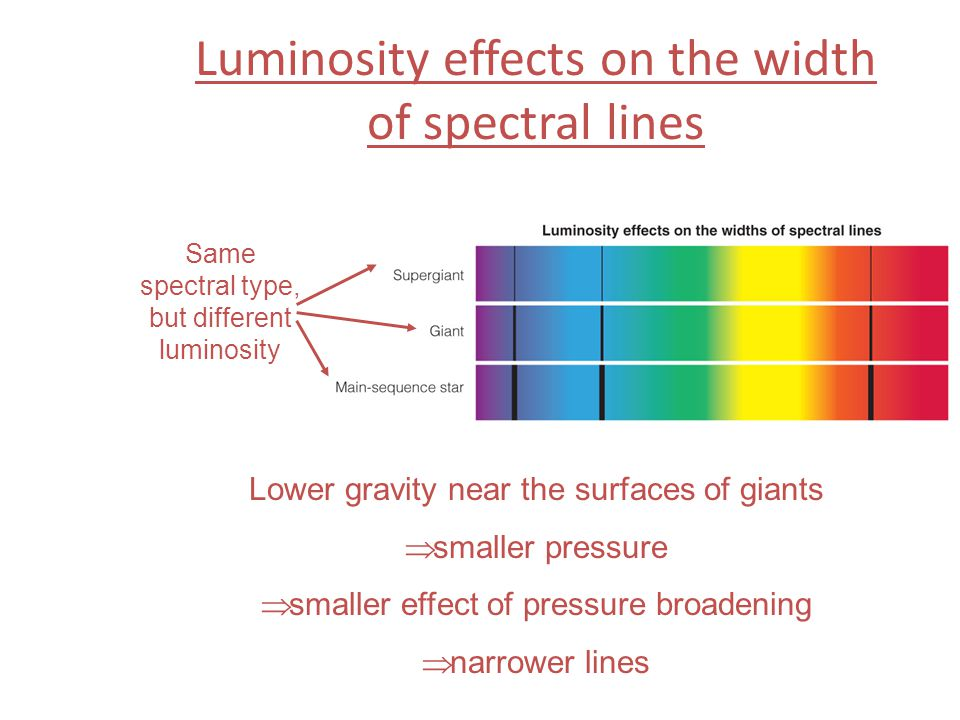 Luminosity effects on the width
of spectral lines
Same
spectral type,
but different
luminosity
Luminosity effects on the widths of spectral lines
Supergiant
Giant
Main-sequence star
Lower gravity near the surfaces of giants
⇒smaller pressure
⇒smaller effect of pressure broadening
⇒narrower lines